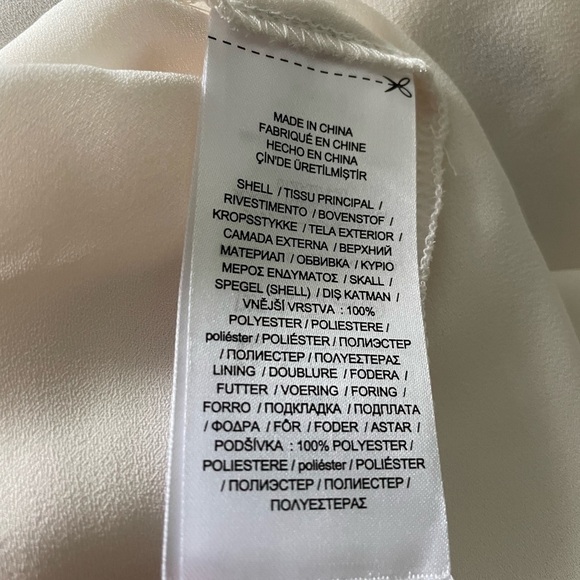 MADE IN CHINA
FABRIQUÉ EN CHINE
HECHO EN CHINA
ÇİN'DE ÜRETİLMİŞTİR
SHELL / TISSU PRINCIPAL /
RIVESTIMENTO / BOVENSTOF /
KROPSSTYKKE / TELA EXTERIOR /
CAMADA EXTERNA / ВЕРХНИЙ
МАТЕРИАЛ / ОБВИВКА / ΚΥΡΙΟ
ΜΕΡΟΣ ΕΝΔΥΜΑΤΟΣ / SKALL /
SPEGEL (SHELL) / DIŞ KATMAN /
VNĚJŠÍ VRSTVA : 100%
POLYESTER / POLIESTERE /
poliéster / POLIÉSTER / ПОЛИЭСТЕР
/ ПОЛИЕСТЕР / ΠΟΛΥΕΣΤΕΡΑΣ
LINING / DOUBLURE / FODERA /
FUTTER / VOERING / FORING /
FORRO / ПОДКЛАДКА / ПОДПЛАТА
/ ΦΟΔΡΑ / FÔR / FODER / ASTAR /
PODŠÍVKA : 100% POLYESTER /
POLIESTERE / poliéster / POLIÉSTER
/ ПОЛИЭСТЕР / ПОЛИЕСТЕР /
ΠΟΛΥΕΣΤΕΡΑΣ